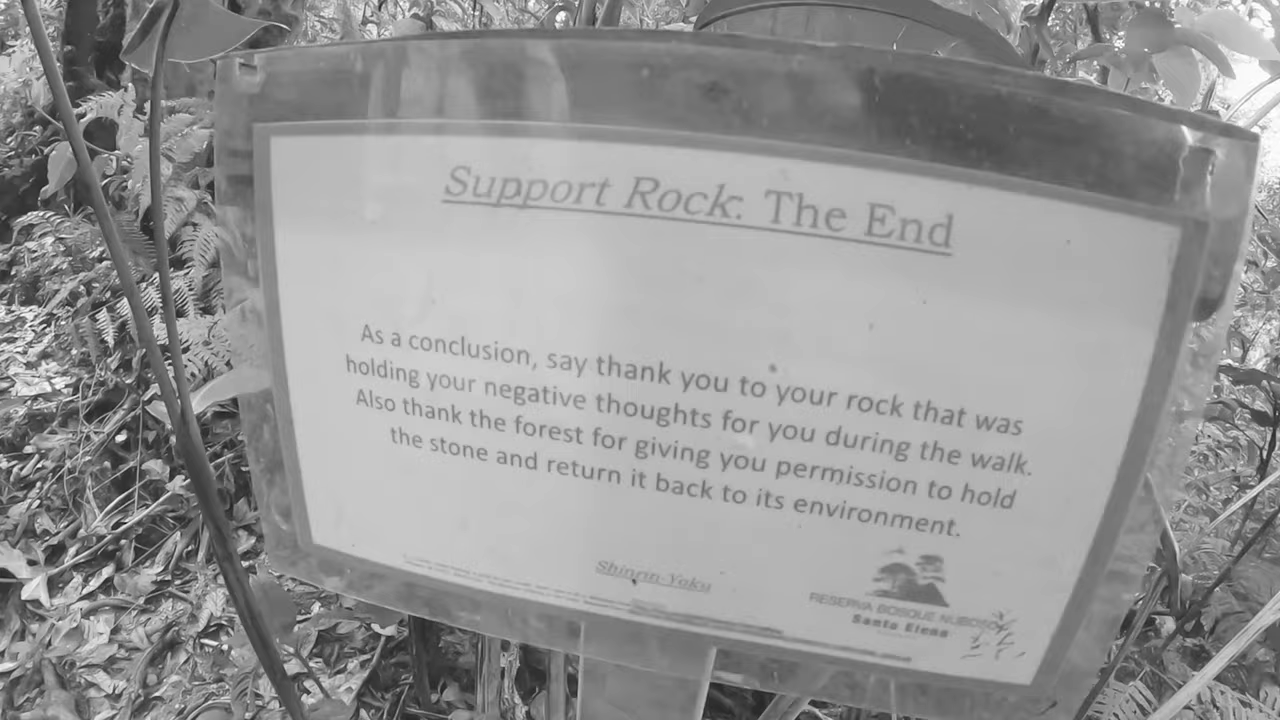 Support Rock: The End
As a conclusion, say thank you to your rock that was
holding your negative thoughts for you during the walk.
Also thank the forest for giving you permission to hold
the stone and return it back to its environment.
Shinrin Yoku
RESERVA BOSQUE NUBOSO
Santa Elena